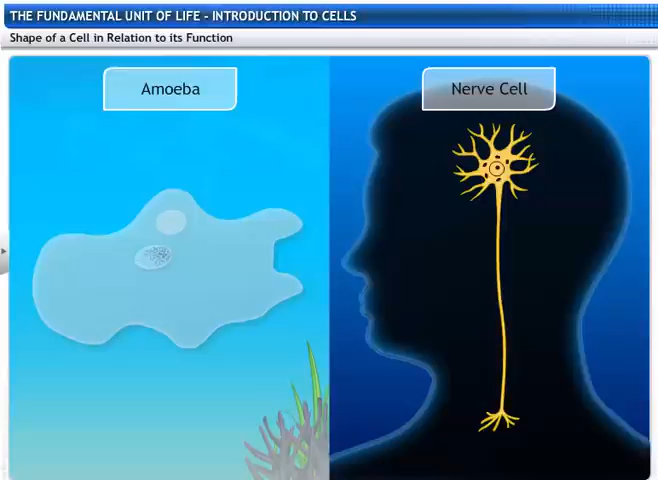 THE FUNDAMENTAL UNIT OF LIFE - INTRODUCTION TO CELLS
Shape of a Cell in Relation to its Function
Amoeba
Nerve Cell